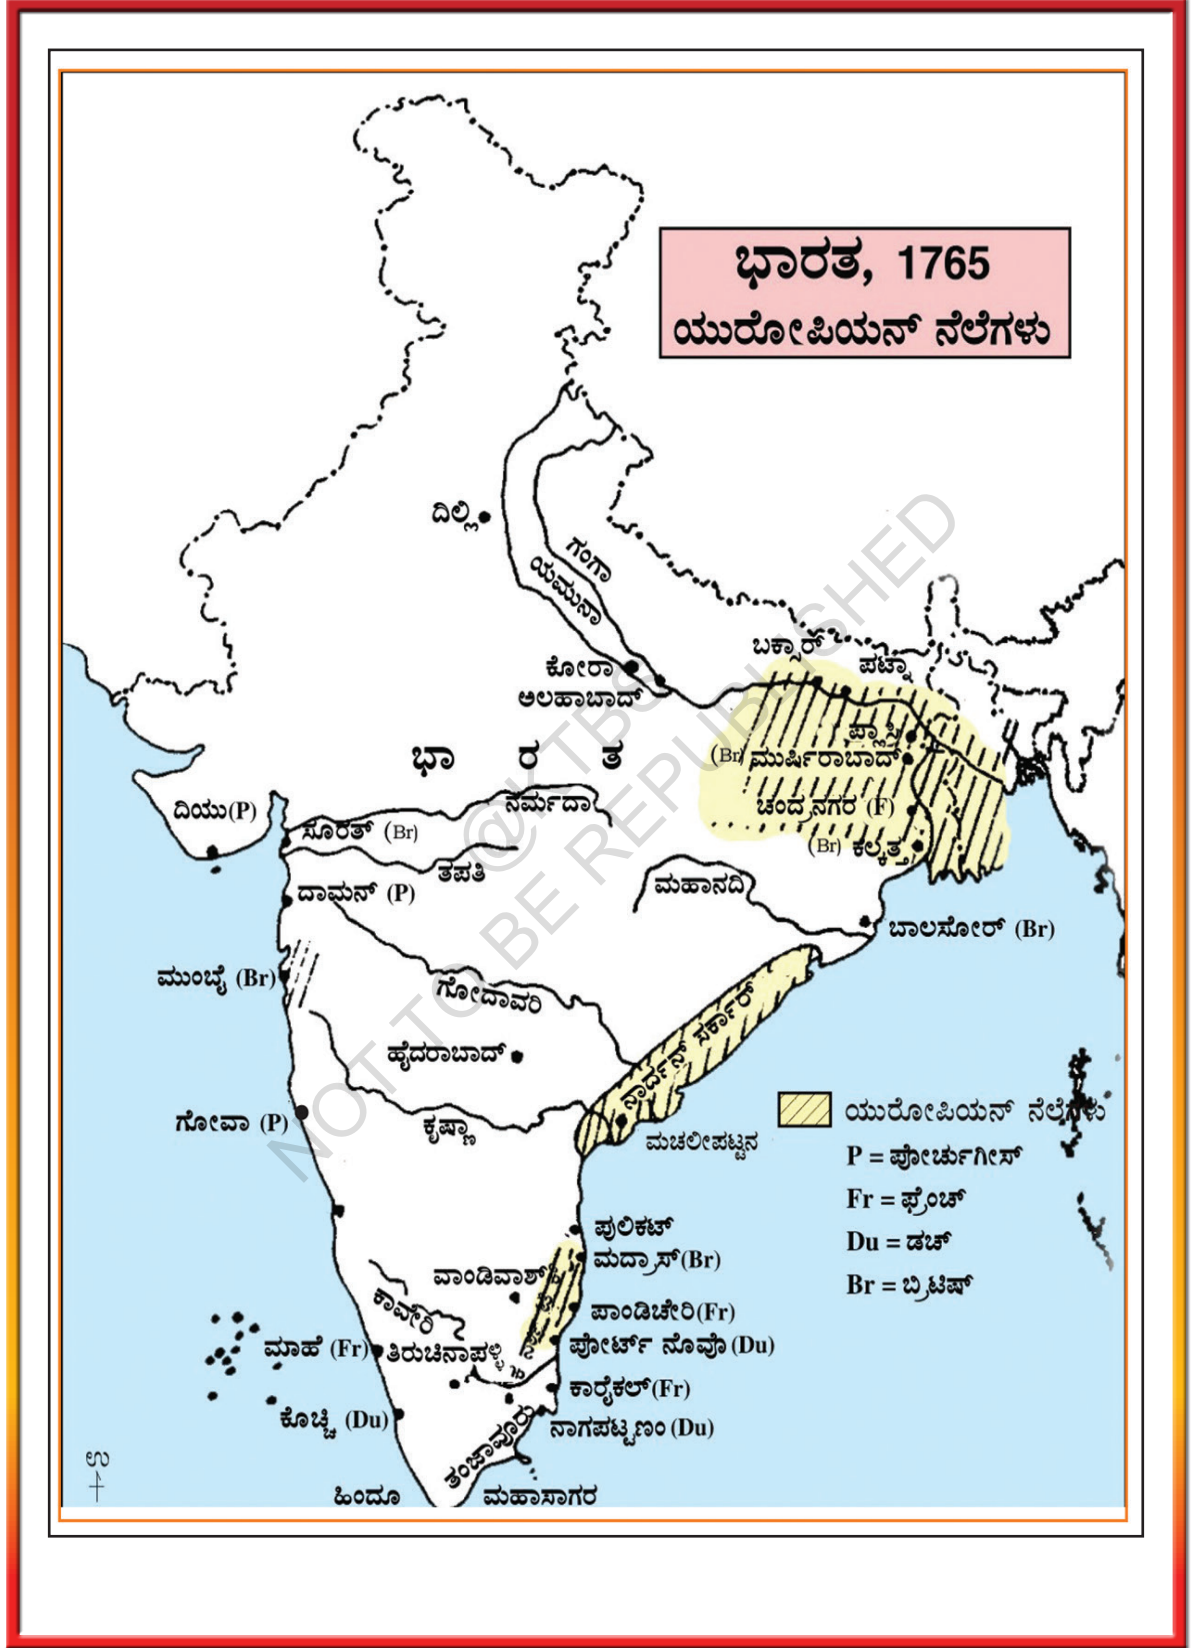 ಭಾರತ, 1765
ಯುರೋಪಿಯನ್ ನೆಲೆಗಳು
ದಿಲ್ಲಿ
ಗಂಗಾ
ಯಮುನಾ
ಬಕ್ಸಾರ್
ಪಟ್ನಾ
ಕೋರಾ
ಅಲಹಾಬಾದ್
ಪ್ಲಾಸಿ
ಭಾ ರ ತ
(Br) ಮುರ್ಷಿರಾಬಾದ್
ನರ್ಮದಾ
ಚಂದ್ರನಗರ (F)
ದಿಯು(P)
ಸೂರತ್ (Br)
(Br) ಕಲ್ಕತ್ತ
ತಪತಿ
ಮಹಾನದಿ
ದಾಮನ್ (P)
ಬಾಲಸೋರ್ (Br)
ಮುಂಬೈ (Br)
ಗೋದಾವರಿ
ನಾರ್ದನ್ ಸರ್ಕಾರ್
ಹೈದರಾಬಾದ್
ಗೋವಾ (P)
ಕೃಷ್ಣಾ
ಮಚಲೀಪಟ್ಟನ
ಯುರೋಪಿಯನ್ ನೆಲೆಗಳು
P = ಪೋರ್ಚುಗೀಸ್
Fr = ಫ್ರೆಂಚ್
Du = ಡಚ್
Br = ಬ್ರಿಟಿಷ್
ಪುಲಿಕಟ್
ಮದ್ರಾಸ್(Br)
ವಾಂಡಿವಾಶ್
ಕಾವೇರಿ
ಪಾಂಡಿಚೇರಿ(Fr)
ಮಾಹೆ (Fr)
ತಿರುಚಿನಾಪಳ್ಳಿ
ಪೋರ್ಟ್ ನೊವೊ (Du)
ಕಾರೈಕಲ್(Fr)
ಕೊಚ್ಚಿ (Du)
ನಾಗಪಟ್ಟಣಂ (Du)
ತಂಜಾವೂರು
ಉ
ಹಿಂದೂ ಮಹಾಸಾಗರ
@KTBS
NOT TO BE REPUBLISHED